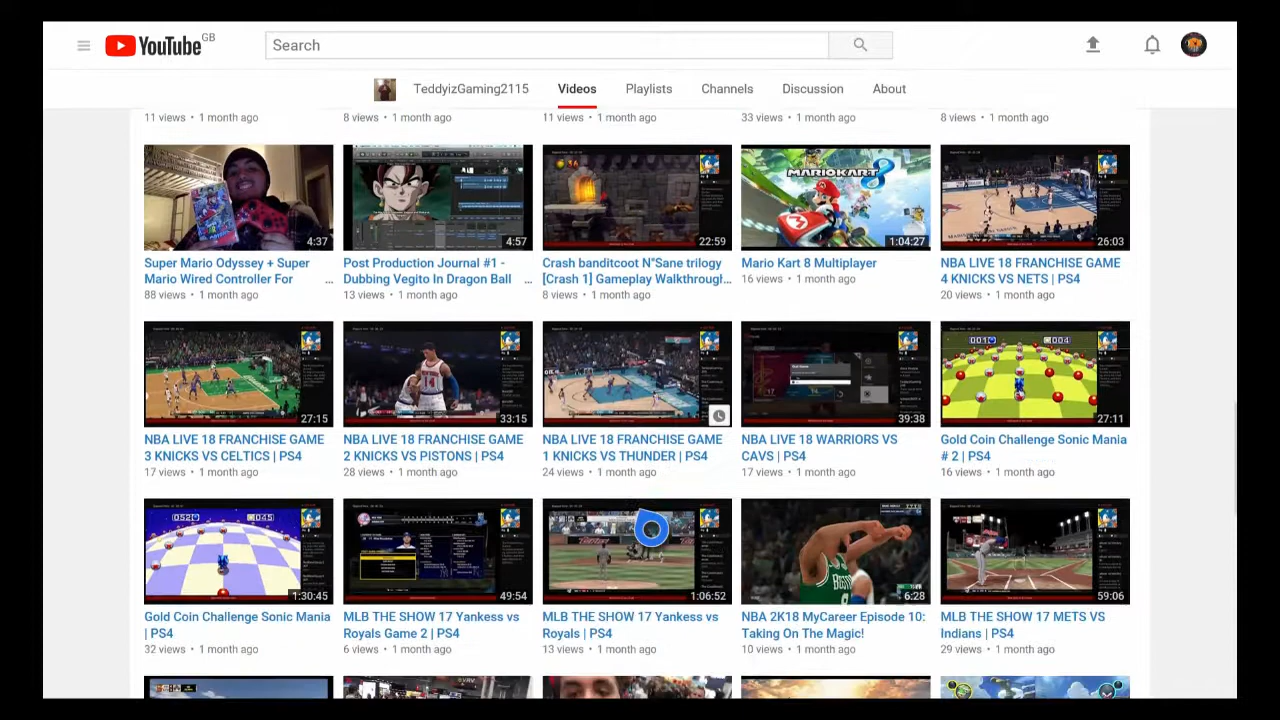 YouTube GB
Search
TeddyizGaming2115 Videos Playlists Channels Discussion About
11 views • 1 month ago
8 views • 1 month ago
11 views • 1 month ago
33 views • 1 month ago
8 views • 1 month ago
4:37
4:57
36
22:59
MARIOKART 8
1:04:27
26:03
Super Mario Odyssey + Super
Mario Wired Controller For ...
88 views • 1 month ago
Post Production Journal #1 -
Dubbing Vegito In Dragon Ball ...
13 views • 1 month ago
Crash banditcoot N"Sane trilogy
[Crash 1] Gameplay Walkthrough...
8 views • 1 month ago
Mario Kart 8 Multiplayer
16 views • 1 month ago
NBA LIVE 18 FRANCHISE GAME
4 KNICKS VS NETS | PS4
20 views • 1 month ago
27:15
33:15
39:38
27:11
NBA LIVE 18 FRANCHISE GAME
3 KNICKS VS CELTICS | PS4
17 views • 1 month ago
NBA LIVE 18 FRANCHISE GAME
2 KNICKS VS PISTONS | PS4
28 views • 1 month ago
NBA LIVE 18 FRANCHISE GAME
1 KNICKS VS THUNDER | PS4
24 views • 1 month ago
NBA LIVE 18 WARRIORS VS
CAVS | PS4
17 views • 1 month ago
Gold Coin Challenge Sonic Mania
# 2 | PS4
16 views • 1 month ago
1:30:45
49:54
1:06:52
6:28
59:06
Gold Coin Challenge Sonic Mania
| PS4
32 views • 1 month ago
MLB THE SHOW 17 Yankess vs
Royals Game 2 | PS4
6 views • 1 month ago
MLB THE SHOW 17 Yankess vs
Royals | PS4
13 views • 1 month ago
NBA 2K18 MyCareer Episode 10:
Taking On The Magic!
10 views • 1 month ago
MLB THE SHOW 17 METS VS
Indians | PS4
29 views • 1 month ago